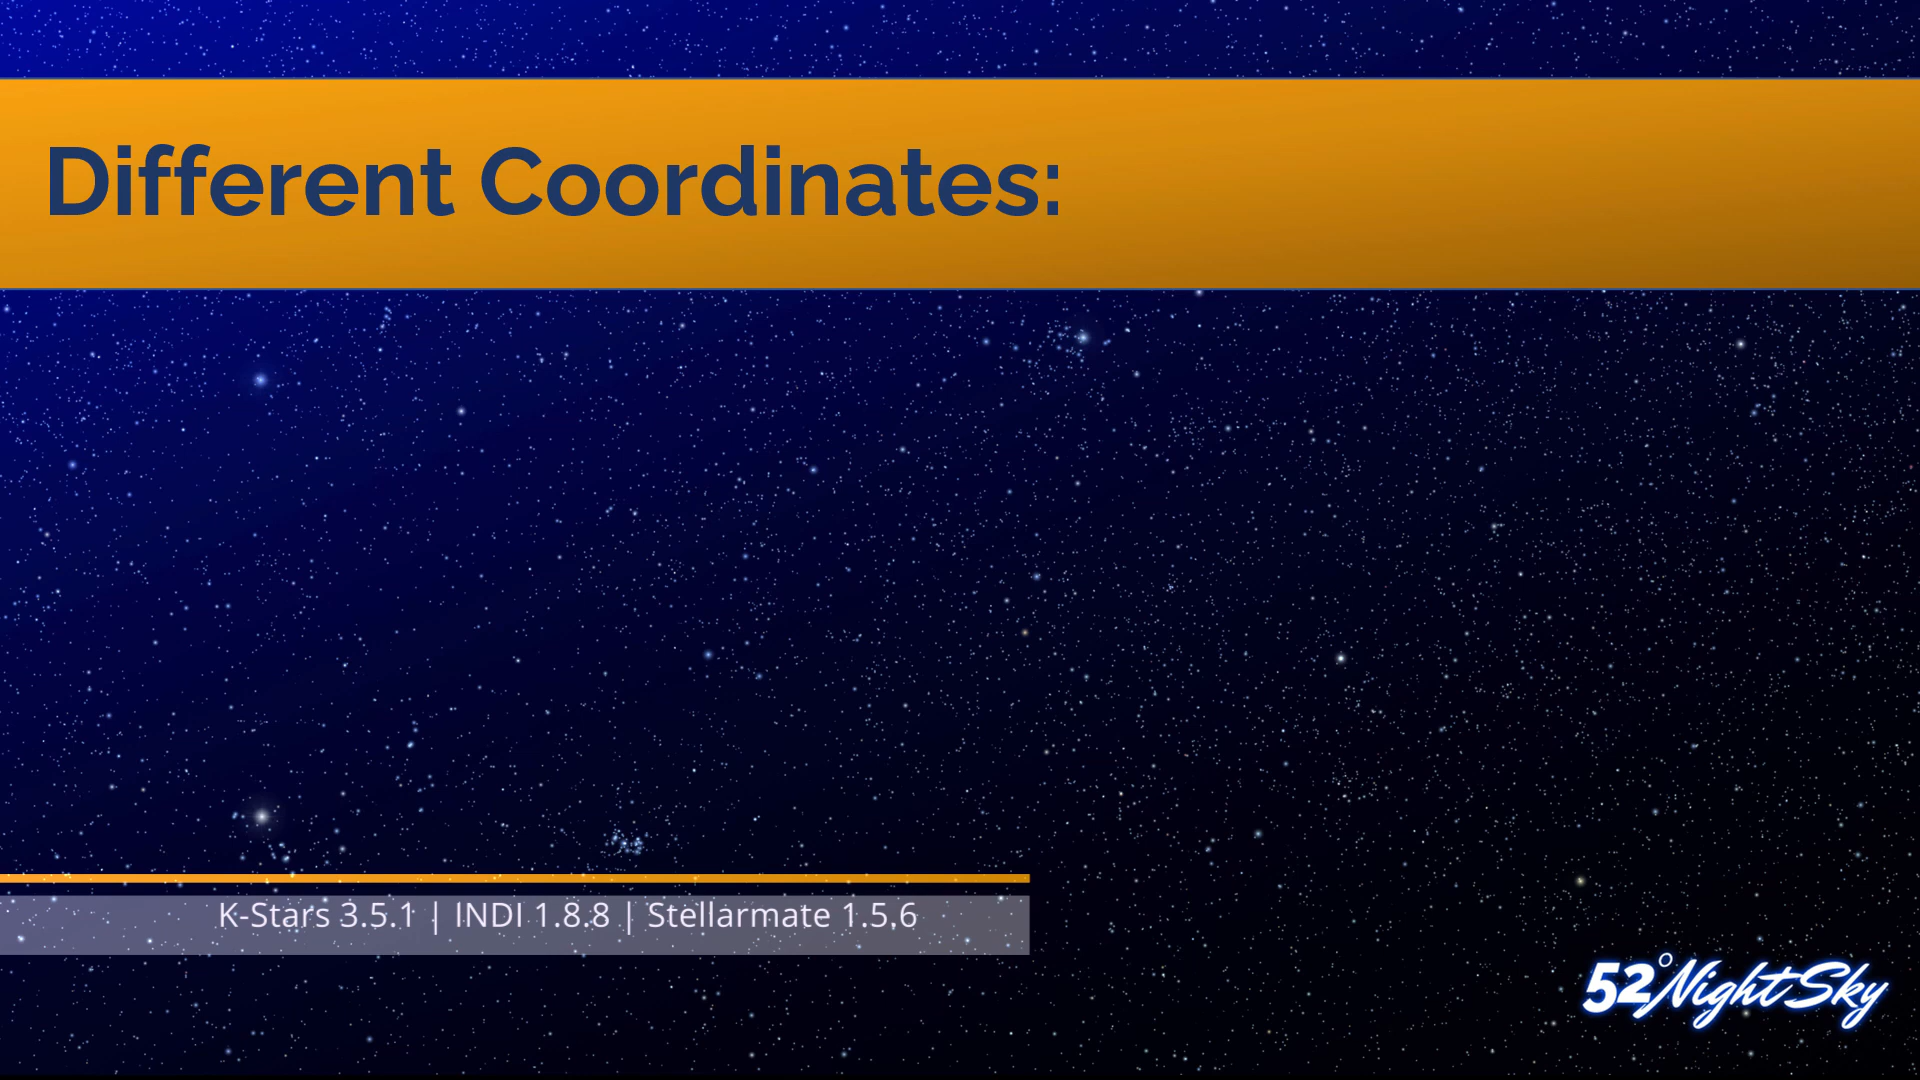 Different Coordinates:
K-Stars 3.5.1 | INDI 1.8.8 | Stellarmate 1.5.6
52°NightSky